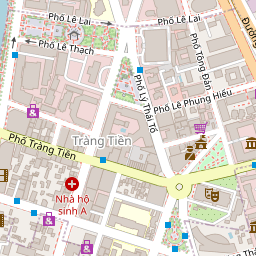 Phố Lê Lai
Phố Lê Lai
Phố Lê Thạch
Phố Tông Đản
Đường
Phố Lý Thái Tổ
Phố Lê Phụng Hiểu
Tràng Tiền
Phố Tràng Tiền
Nhà hộ
sinh A